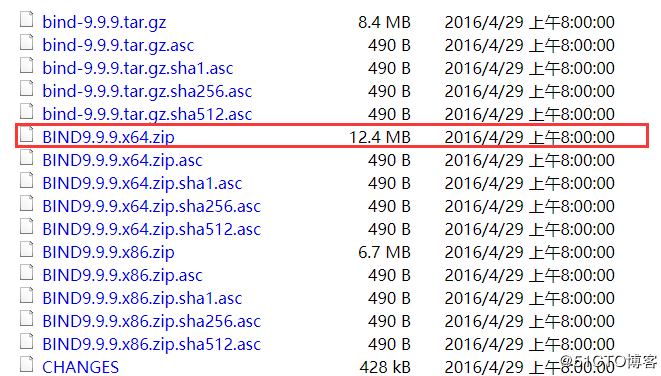 bind-9.9.9.tar.gz 8.4 MB 2016/4/29 上午8:00:00
bind-9.9.9.tar.gz.asc 490 B 2016/4/29 上午8:00:00
bind-9.9.9.tar.gz.sha1.asc 490 B 2016/4/29 上午8:00:00
bind-9.9.9.tar.gz.sha256.asc 490 B 2016/4/29 上午8:00:00
bind-9.9.9.tar.gz.sha512.asc 490 B 2016/4/29 上午8:00:00
BIND9.9.9.x64.zip 12.4 MB 2016/4/29 上午8:00:00
BIND9.9.9.x64.zip.asc 490 B 2016/4/29 上午8:00:00
BIND9.9.9.x64.zip.sha1.asc 490 B 2016/4/29 上午8:00:00
BIND9.9.9.x64.zip.sha256.asc 490 B 2016/4/29 上午8:00:00
BIND9.9.9.x64.zip.sha512.asc 490 B 2016/4/29 上午8:00:00
BIND9.9.9.x86.zip 6.7 MB 2016/4/29 上午8:00:00
BIND9.9.9.x86.zip.asc 490 B 2016/4/29 上午8:00:00
BIND9.9.9.x86.zip.sha1.asc 490 B 2016/4/29 上午8:00:00
BIND9.9.9.x86.zip.sha256.asc 490 B 2016/4/29 上午8:00:00
BIND9.9.9.x86.zip.sha512.asc 490 B 2016/4/29 上午8:00:00
CHANGES 428 kB 2016/4/29 上午8:00:00
@51CTO博客